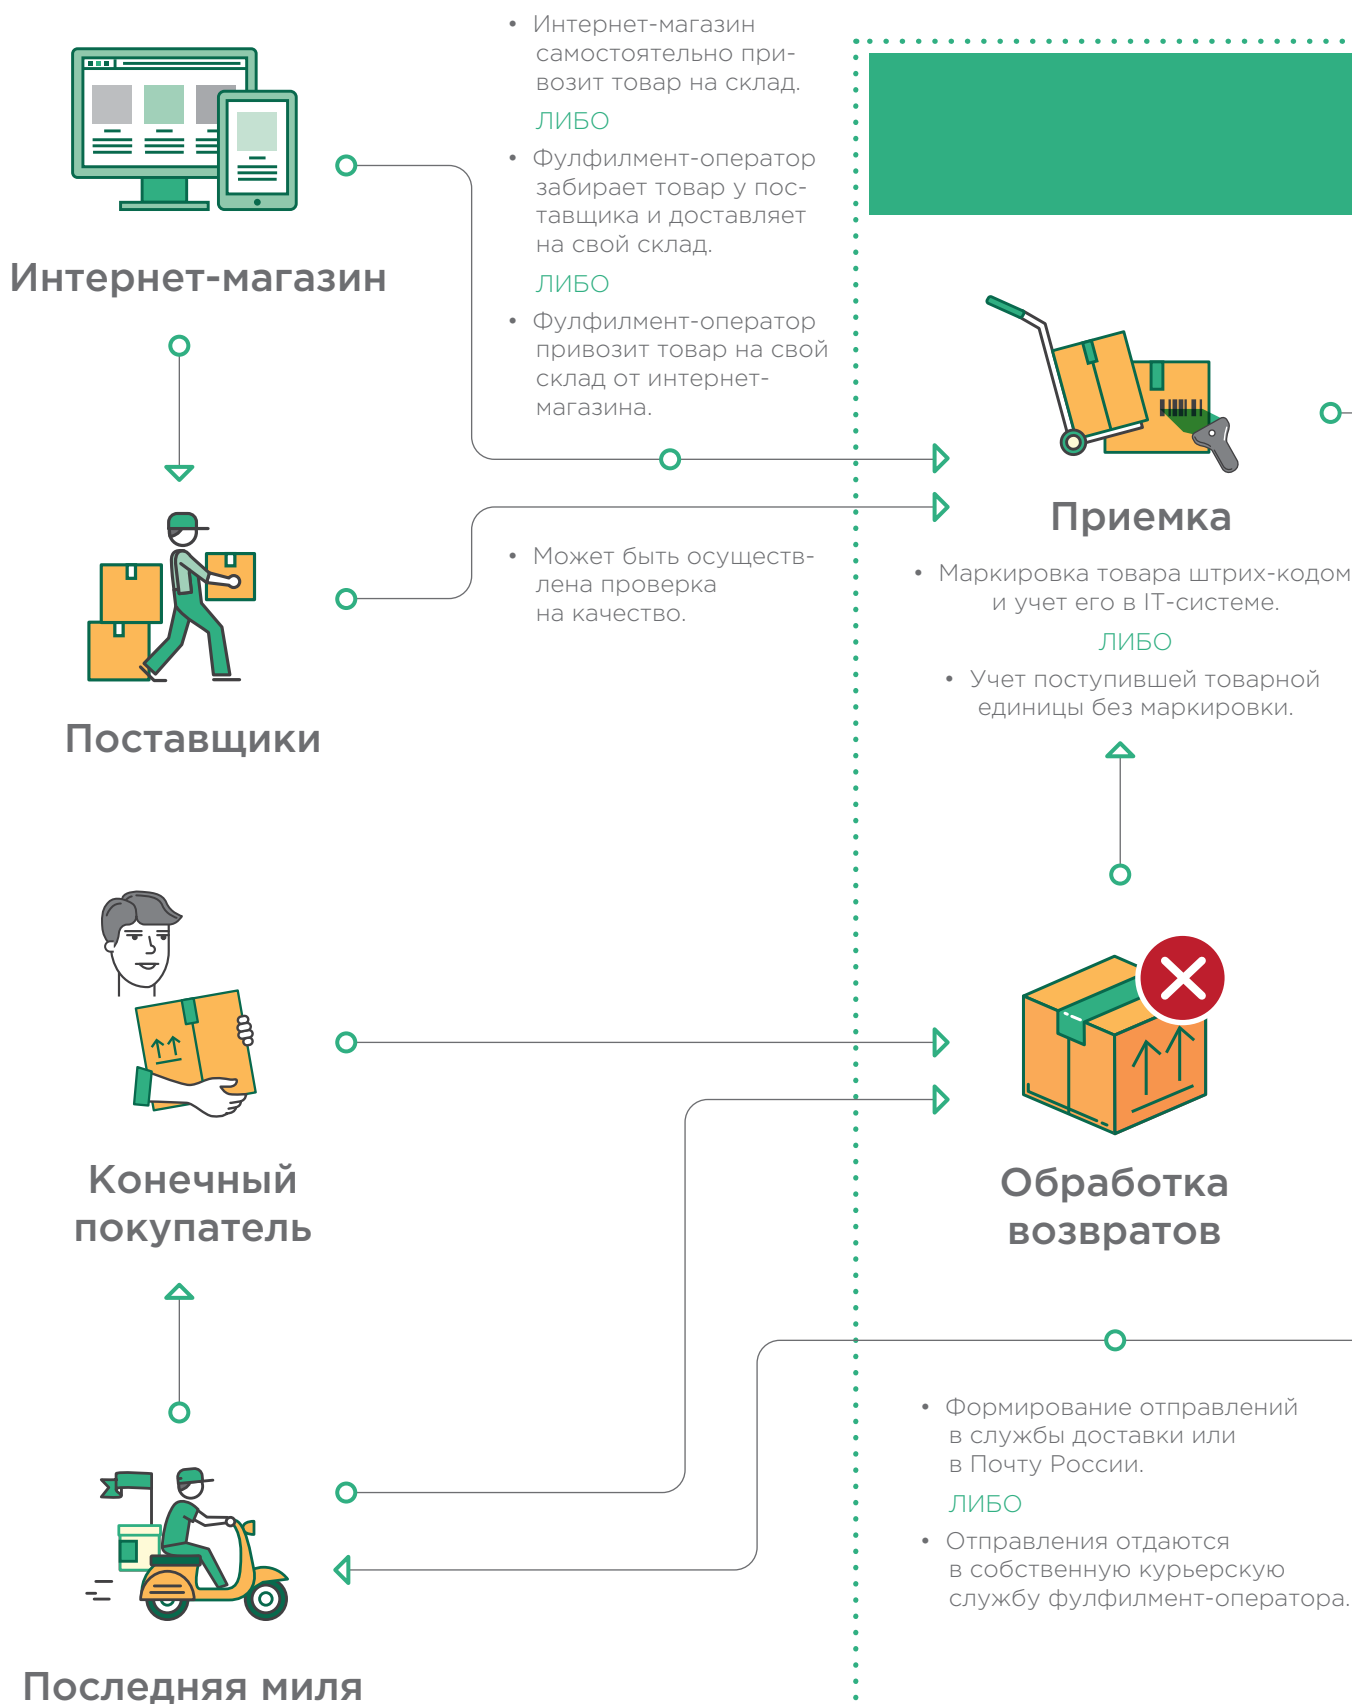 • Интернет-магазин
самостоятельно при-
возит товар на склад.
ЛИБО
• Фулфилмент-оператор
забирает товар у пос-
тавщика и доставляет
на свой склад.
ЛИБО
• Фулфилмент-оператор
привозит товар на свой
склад от интернет-
магазина.
Интернет-магазин
Приемка
• Маркировка товара штрих-кодом
и учет его в IT-системе.
ЛИБО
• Учет поступившей товарной
единицы без маркировки.
• Может быть осуществ-
лена проверка
на качество.
Поставщики
Конечный
покупатель
Обработка
возвратов
• Формирование отправлений
в службы доставки или
в Почту России.
ЛИБО
• Отправления отдаются
в собственную курьерскую
службу фулфилмент-оператора.
Последняя миля